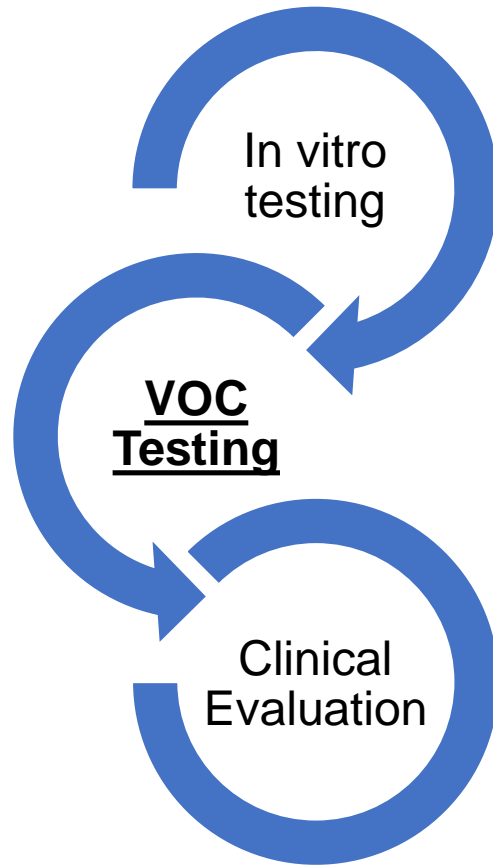 In vitro
testing
VOC
Testing
Clinical
Evaluation